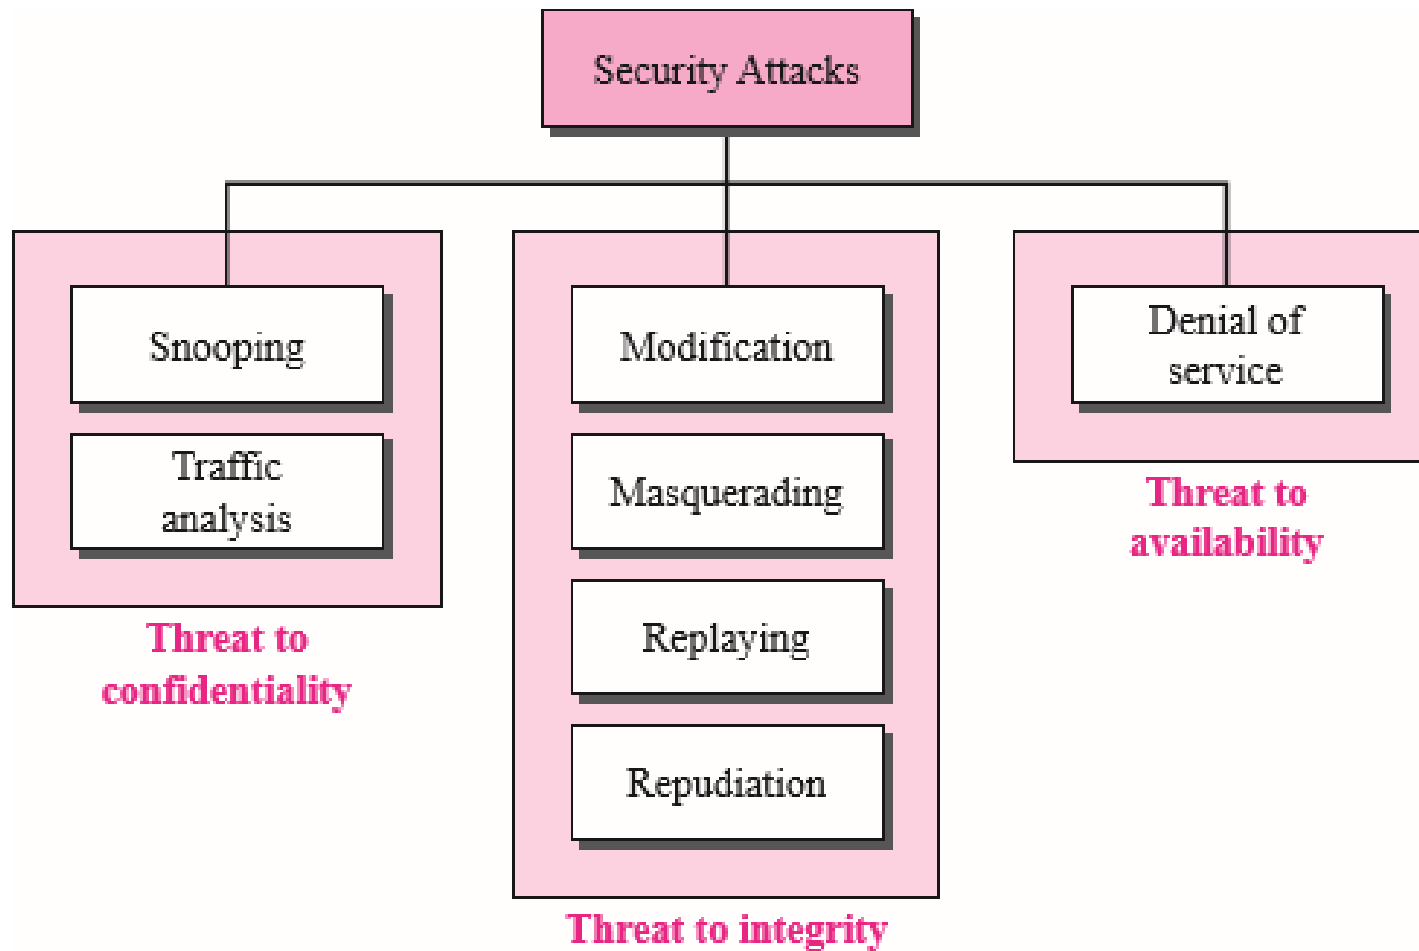 Security Attacks
Snooping
Traffic
analysis
Threat to
confidentiality
Modification
Masquerading
Replaying
Repudiation
Threat to integrity
Denial of
service
Threat to
availability